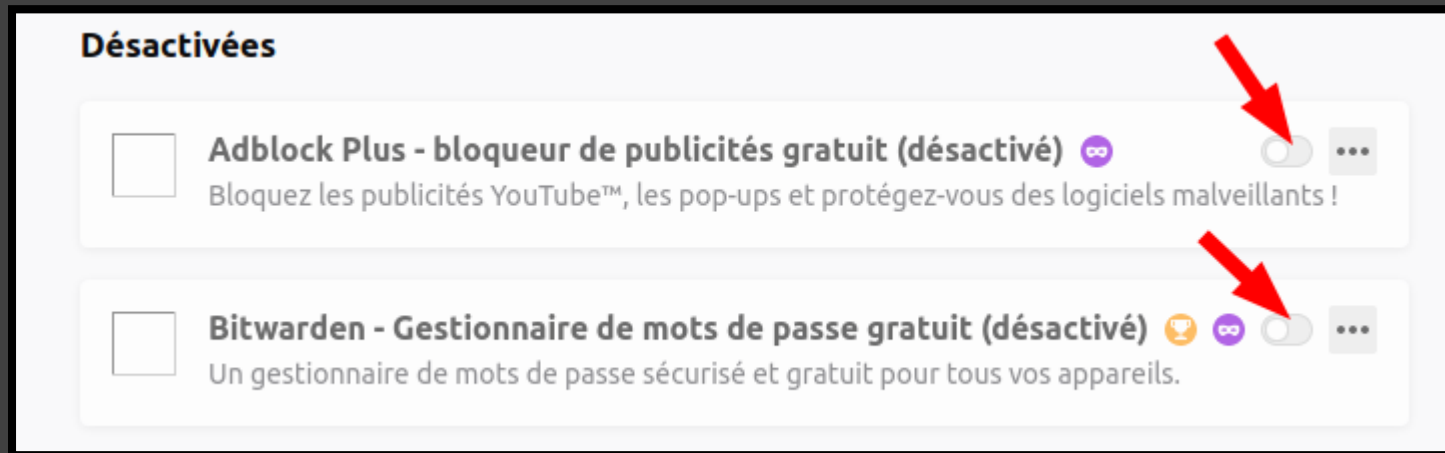 Désactivées
Adblock Plus - bloqueur de publicités gratuit (désactivé)
Bloquez les publicités YouTube™, les pop-ups et protégez-vous des logiciels malveillants !
Bitwarden - Gestionnaire de mots de passe gratuit (désactivé)
Un gestionnaire de mots de passe sécurisé et gratuit pour tous vos appareils.